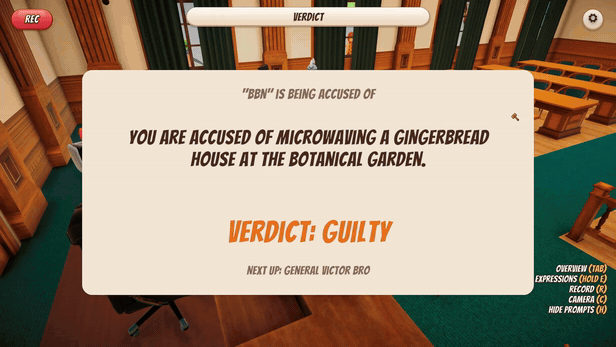 REC
VERDICT
"BBN" IS BEING ACCUSED OF
YOU ARE ACCUSED OF MICROWAVING A GINGERBREAD
HOUSE AT THE BOTANICAL GARDEN.
VERDICT: GUILTY
NEXT UP: GENERAL VICTOR BRO
OVERVIEW (TAB)
EXPRESSIONS (HOLD E)
RECORD (R)
CAMERA (C)
HIDE PROMPTS (H)